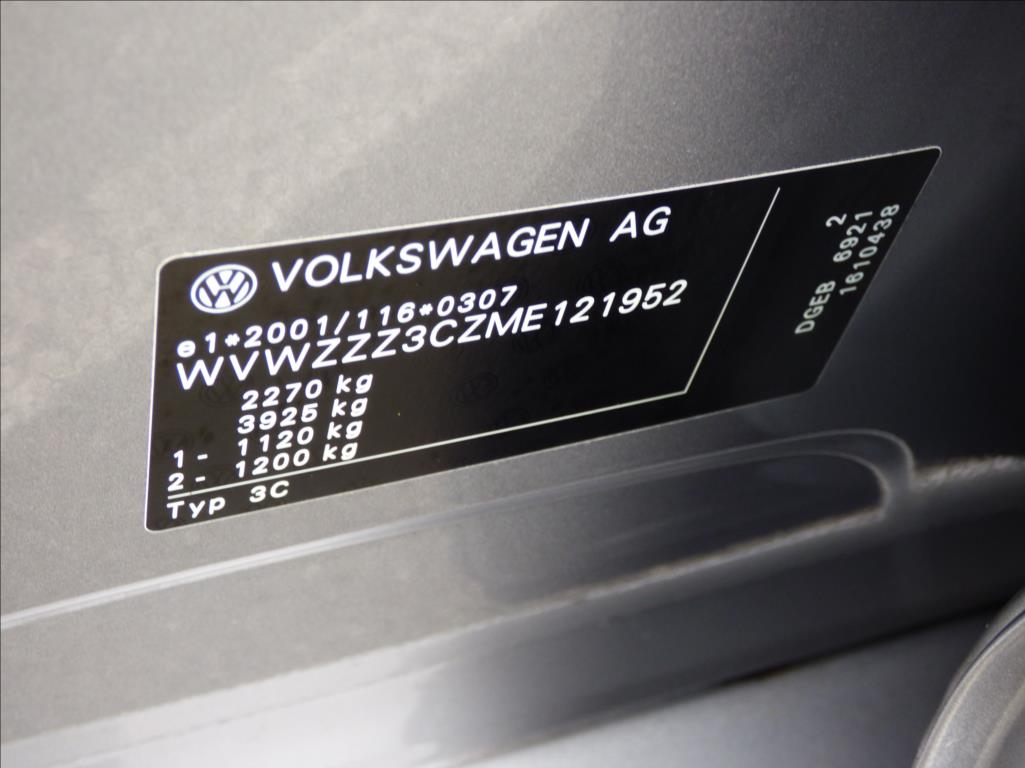 VOLKSWAGEN AG
e1*2001/116*0307
WVWZZZ3CZME121952
2270 kg
3925 kg
1 - 1120 kg
2 - 1200 kg
Typ 3C
2
DGEB 6921
1610438